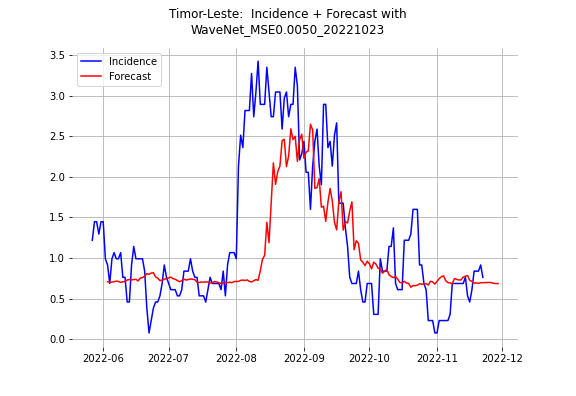 Timor-Leste:  Incidence + Forecast with
WaveNet_MSE0.0050_20221023
Incidence
Forecast
3.5
3.0
2.5
2.0
1.5
1.0
0.5
0.0
2022-06 2022-07 2022-08 2022-09 2022-10 2022-11 2022-12